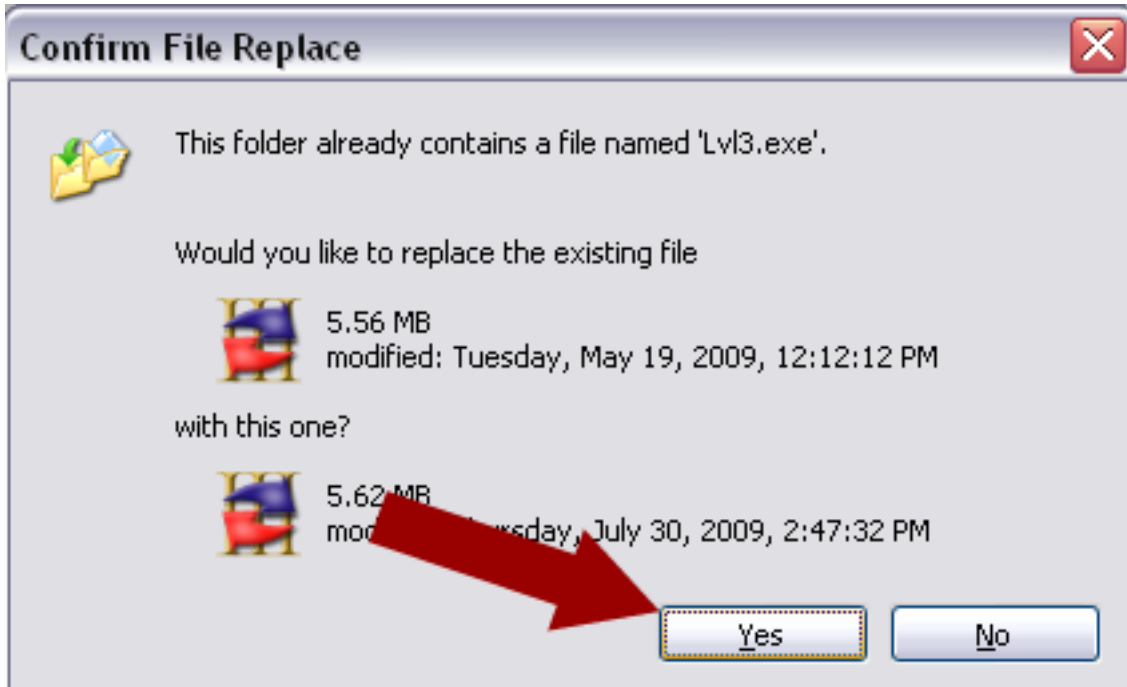 Confirm File Replace
This folder already contains a file named 'Lvl3.exe'.
Would you like to replace the existing file
5.56 MB
modified: Tuesday, May 19, 2009, 12:12:12 PM
with this one?
5.62 MB
July 30, 2009, 2:47:32 PM
Yes
No